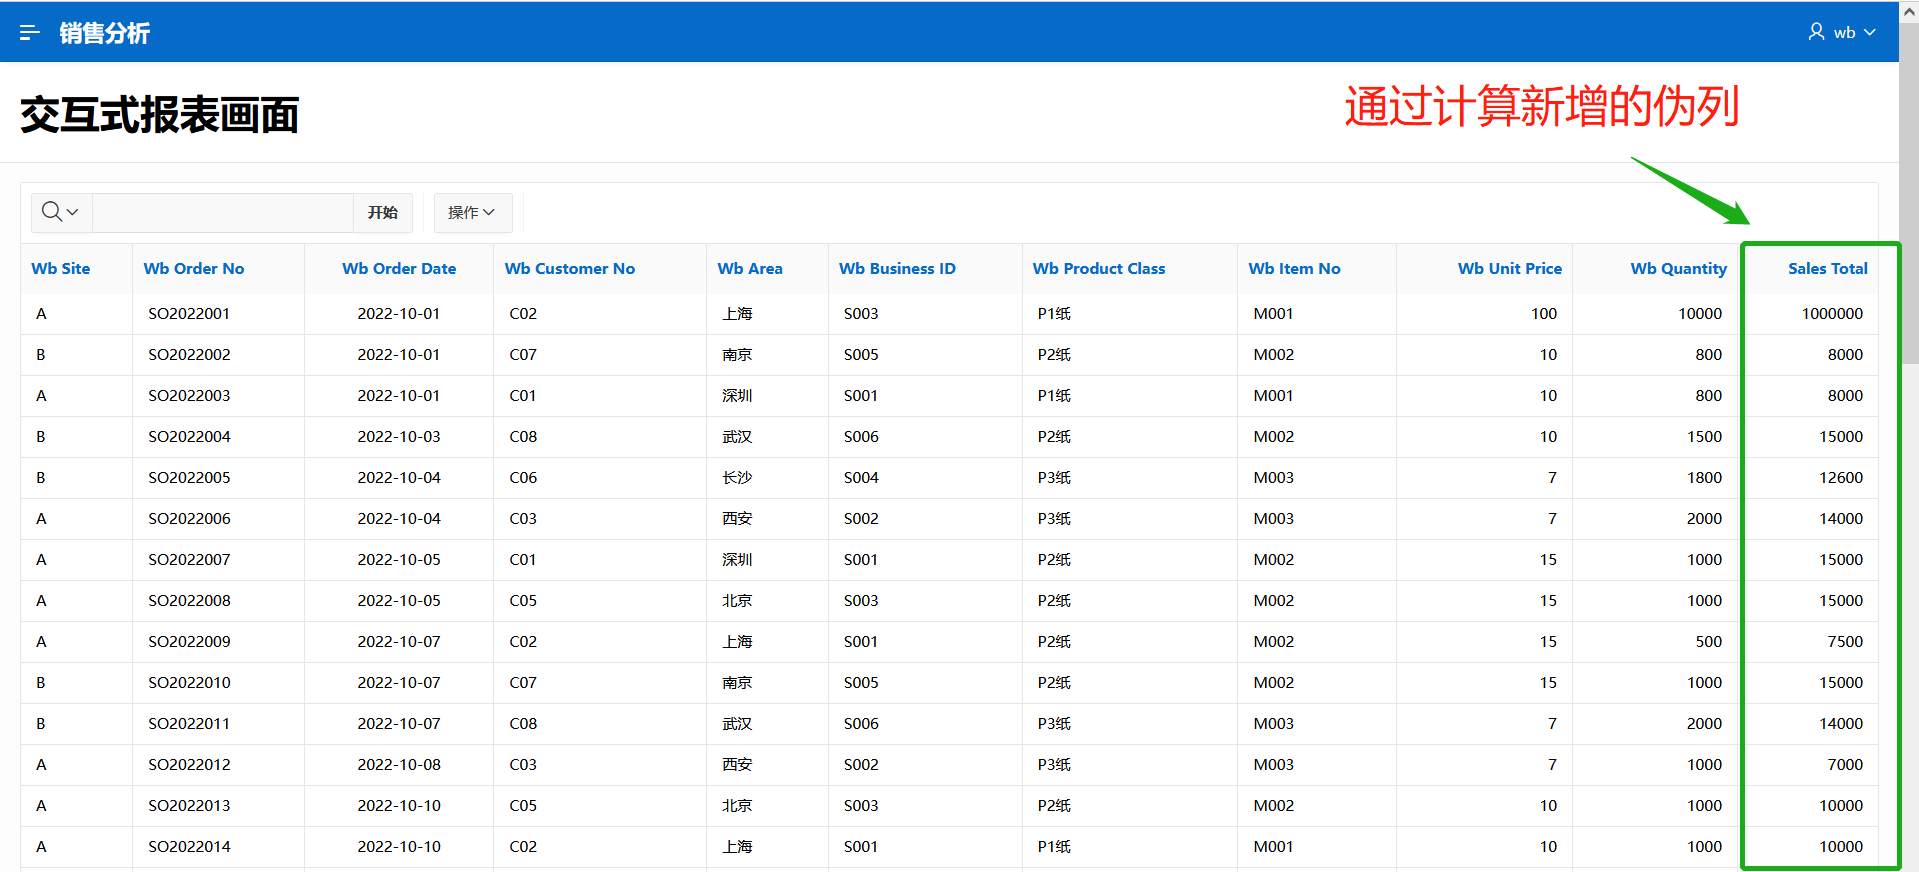 销售分析
wb
交互式报表画面
通过计算新增的伪列
开始 操作
Wb Site Wb Order No Wb Order Date Wb Customer No Wb Area Wb Business ID Wb Product Class Wb Item No Wb Unit Price Wb Quantity Sales Total
A SO2022001 2022-10-01 C02 上海 S003 P1纸 M001 100 10000 1000000
B SO2022002 2022-10-01 C07 南京 S005 P2纸 M002 10 800 8000
A SO2022003 2022-10-01 C01 深圳 S001 P1纸 M001 10 800 8000
B SO2022004 2022-10-03 C08 武汉 S006 P2纸 M002 10 1500 15000
B SO2022005 2022-10-04 C06 长沙 S004 P3纸 M003 7 1800 12600
A SO2022006 2022-10-04 C03 西安 S002 P3纸 M003 7 2000 14000
A SO2022007 2022-10-05 C01 深圳 S001 P2纸 M002 15 1000 15000
A SO2022008 2022-10-05 C05 北京 S003 P2纸 M002 15 1000 15000
A SO2022009 2022-10-07 C02 上海 S001 P2纸 M002 15 500 7500
B SO2022010 2022-10-07 C07 南京 S005 P2纸 M002 15 1000 15000
B SO2022011 2022-10-07 C08 武汉 S006 P3纸 M003 7 2000 14000
A SO2022012 2022-10-08 C03 西安 S002 P3纸 M003 7 1000 7000
A SO2022013 2022-10-10 C05 北京 S003 P2纸 M002 10 1000 10000
A SO2022014 2022-10-10 C02 上海 S001 P1纸 M001 10 1000 10000